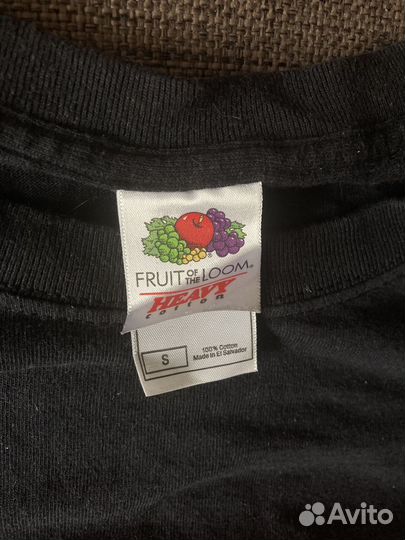 FRUIT OF THE LOOM®
HEAVY
cotton
S
100% Cotton
Made in El Salvador
Avito